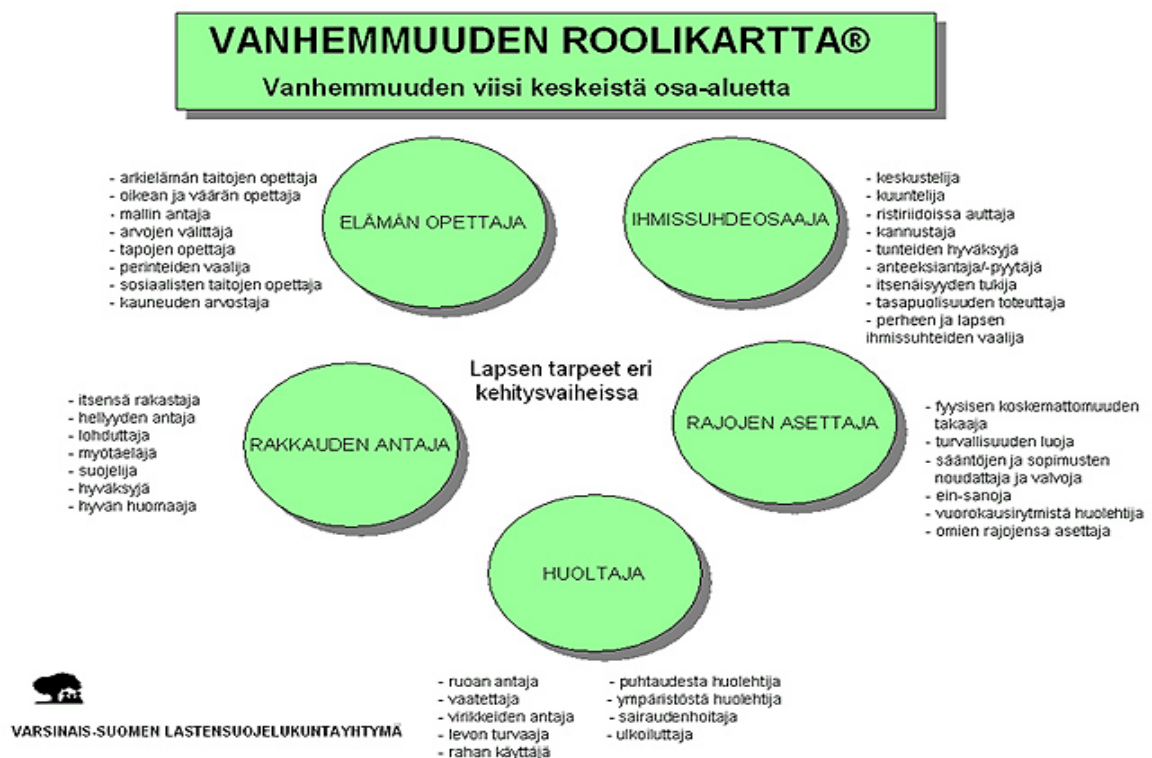 VANHEMMUUDEN ROOLIKARTTA®
Vanhemmuuden viisi keskeistä osa-aluetta
- arkielämän taitojen opettaja
- oikean ja väärän opettaja
- mallin antaja
- arvojen välittäjä
- tapojen opettaja
- perinteiden vaalija
- sosiaalisten taitojen opettaja
- kauneuden arvostaja
ELÄMÄN OPETTAJA
IHMISSUHDEOSAAJA
- keskustelija
- kuuntelija
- ristiriidoissa auttaja
- kannustaja
- tunteiden hyväksyjä
- anteeksiantaja/-pyytäjä
- itsenäisyyden tukija
- tasapuolisuuden toteuttaja
- perheen ja lapsen
ihmissuhteiden vaalija
Lapsen tarpeet eri
kehitysvaiheissa
- itsensä rakastaja
- hellyyden antaja
- lohduttaja
- myötäeläjä
- suojelija
- hyväksyjä
- hyvän huomaaja
RAKKAUDEN ANTAJA
RAJOJEN ASETTAJA
- fyysisen koskemattomuuden
takaaja
- turvallisuuden luoja
- sääntöjen ja sopimusten
noudattaja ja valvoja
- ein-sanoja
- vuorokausirytmistä huolehtija
- omien rajojensa asettaja
HUOLTAJA
- ruoan antaja
- vaatettaja
- virikkeiden antaja
- levon turvaaja
- rahan käyttäjä
- puhtaudesta huolehtija
- ympäristöstä huolehtija
- sairaudenhoitaja
- ulkoiluttaja
VARSINAIS-SUOMEN LASTENSUOJELUKUNTAYHTYMÄ